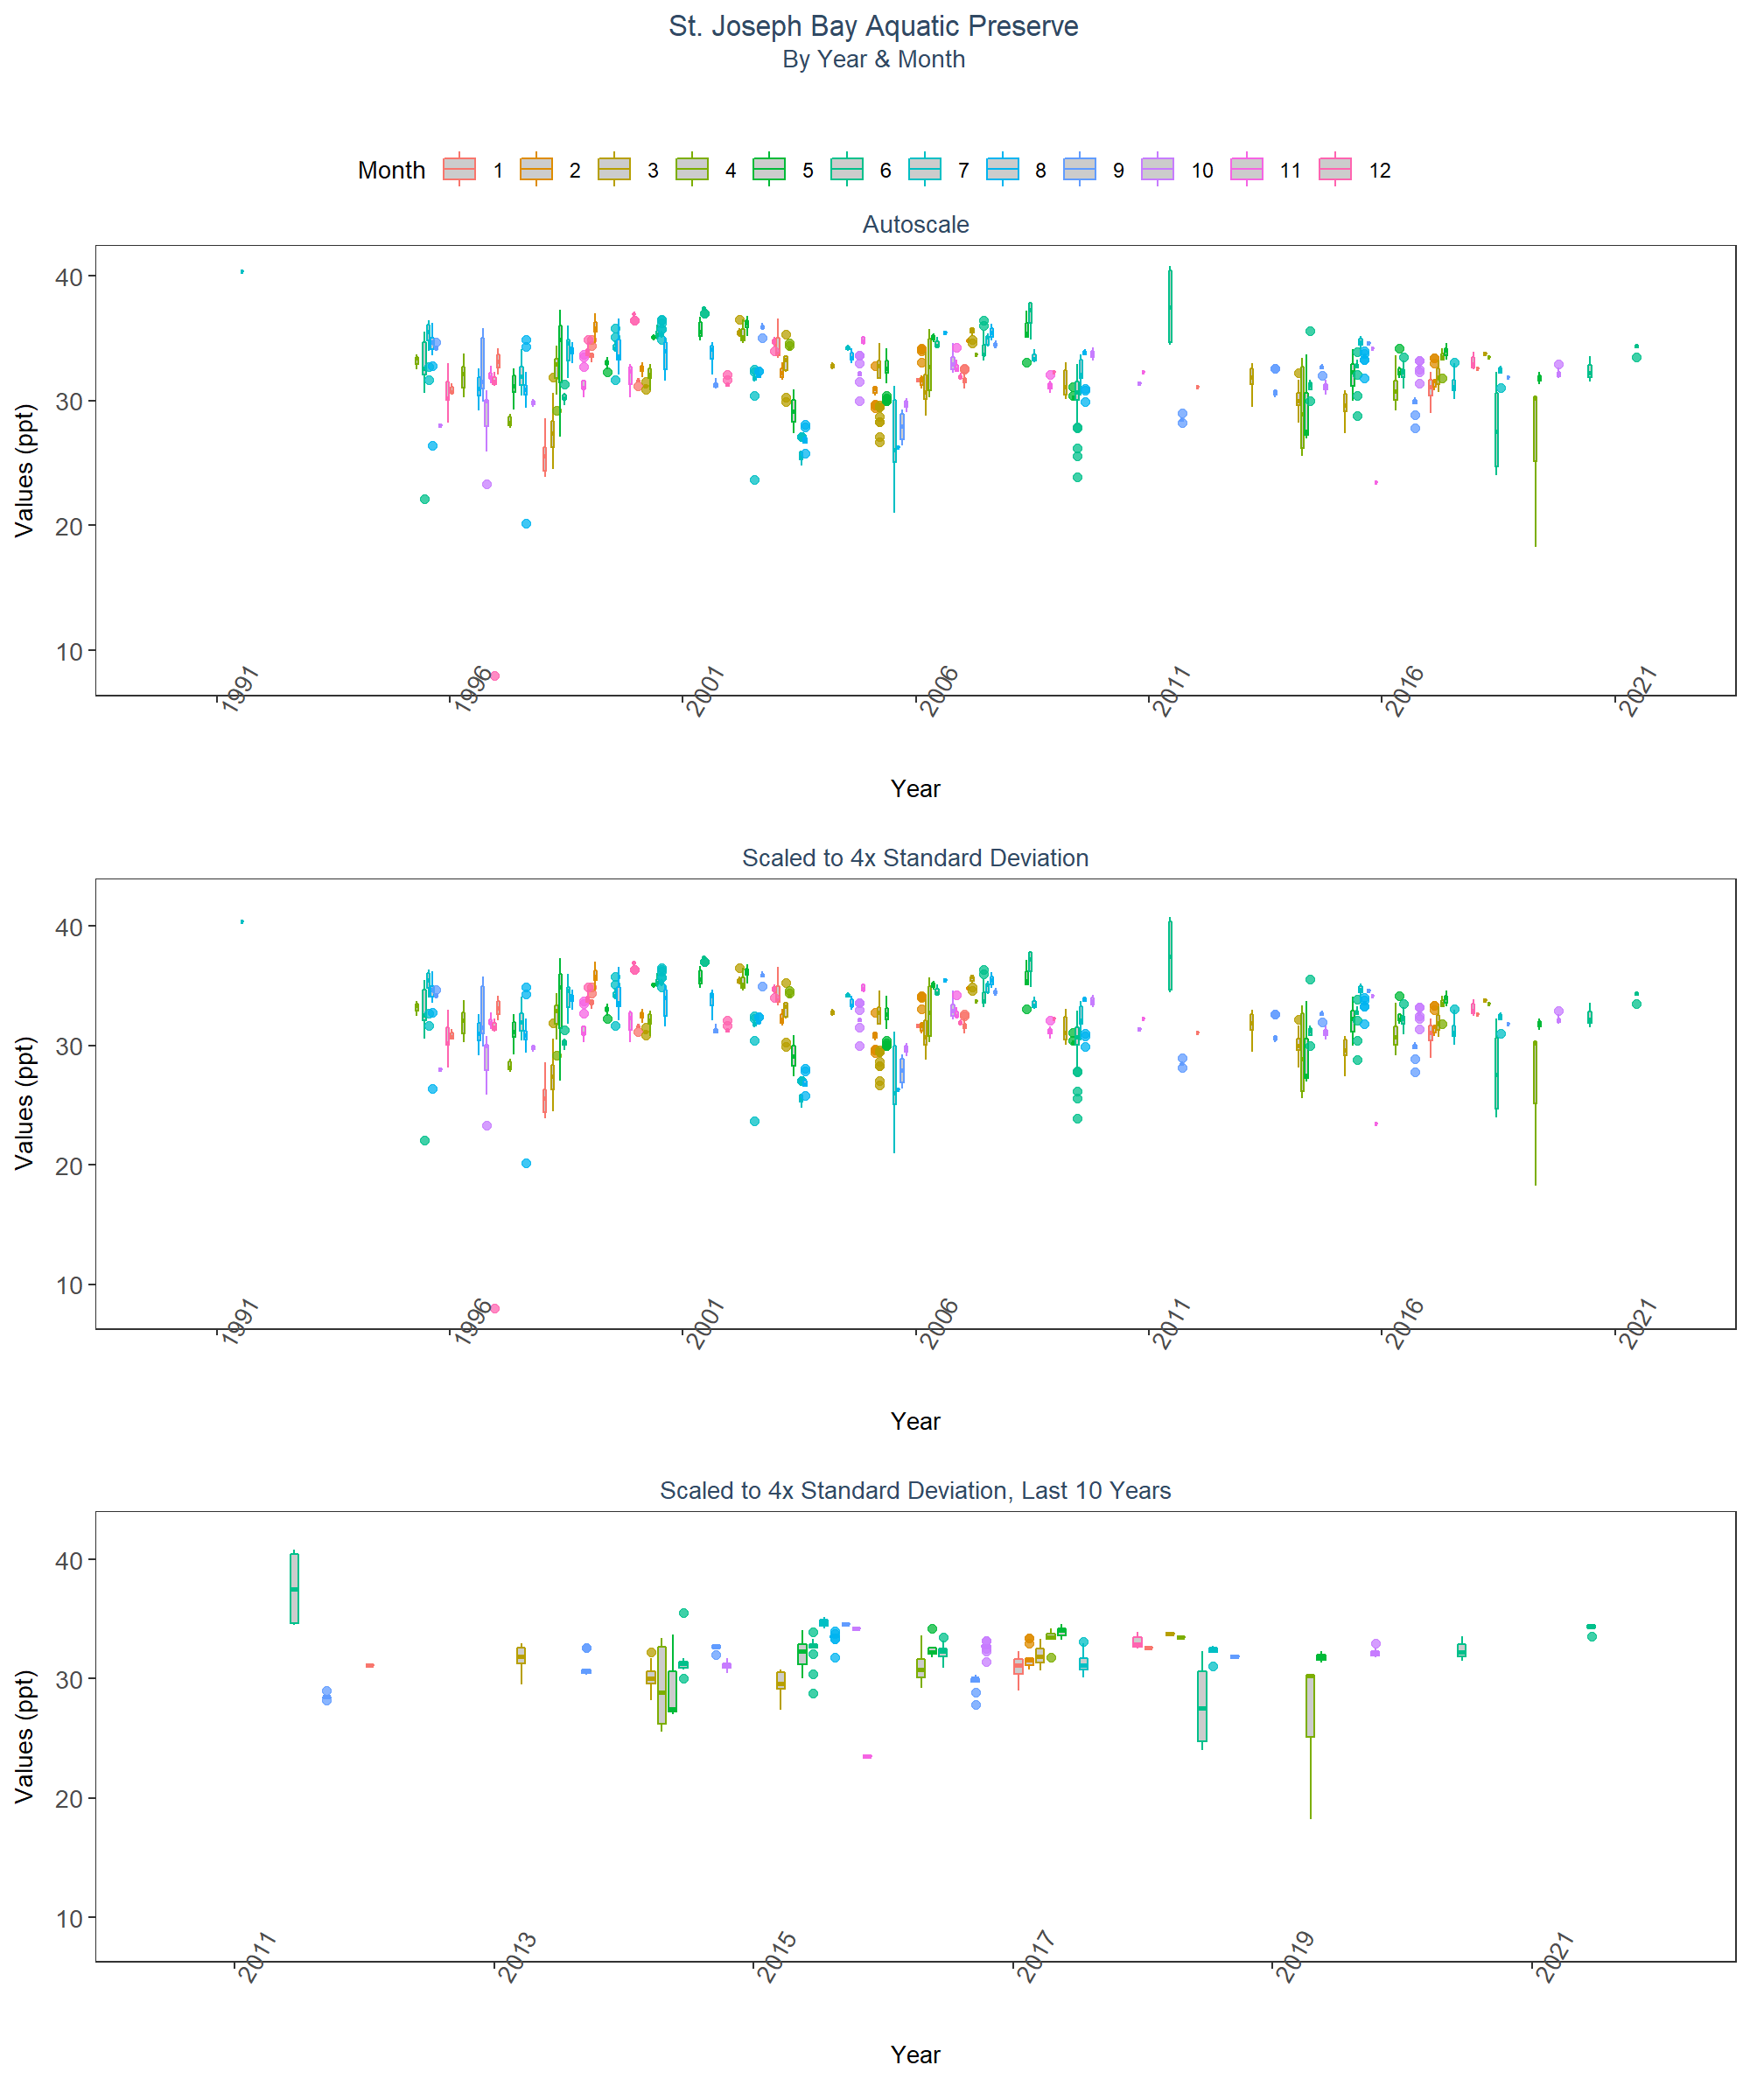 St. Joseph Bay Aquatic Preserve
By Year & Month
Month 1 2 3 4 5 6 7 8 9 10 11 12
Autoscale
Values (ppt)
40
30
20
10
1991 1996 2001 2006 2011 2016 2021
Year
Scaled to 4x Standard Deviation
Values (ppt)
40
30
20
10
1991 1996 2001 2006 2011 2016 2021
Year
Scaled to 4x Standard Deviation, Last 10 Years
Values (ppt)
40
30
20
10
2011 2013 2015 2017 2019 2021
Year